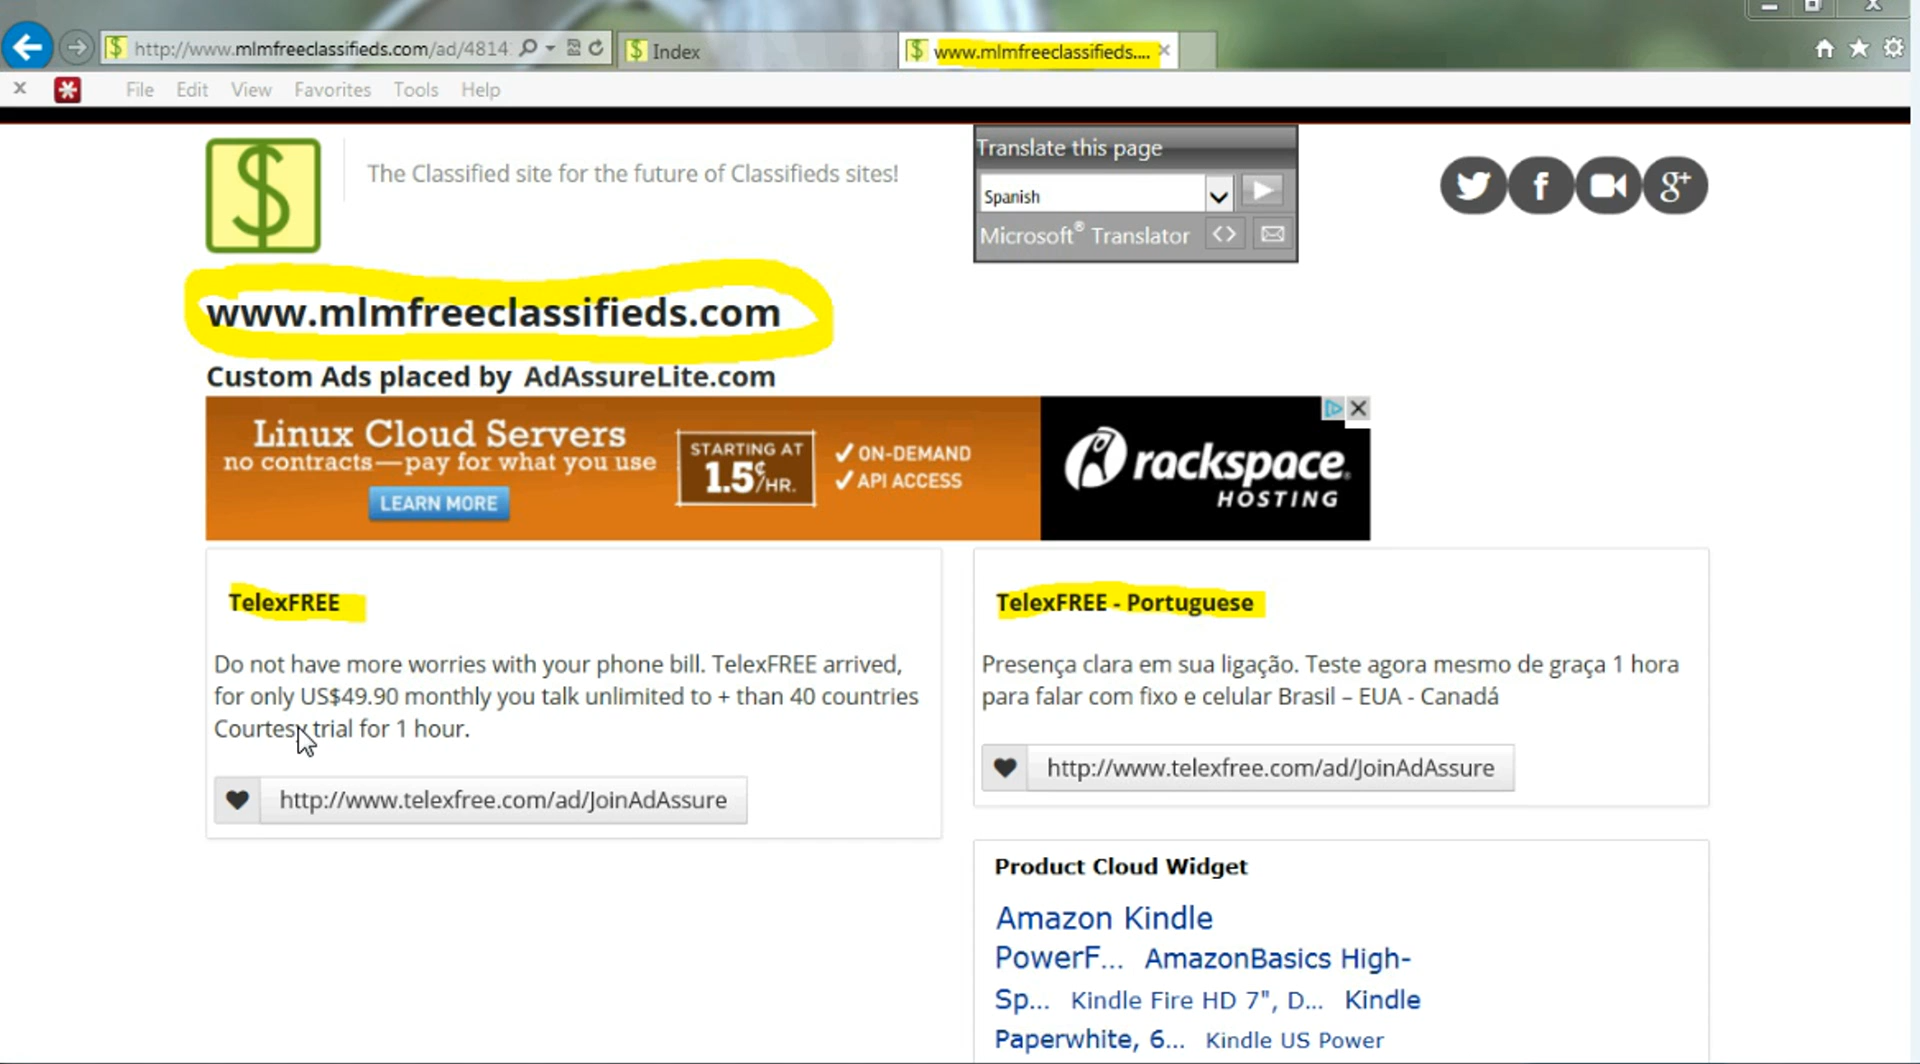 http://www.mlmfreeclassifieds.com/ad/4814
Index
www.mlmfreeclassifieds....
File Edit View Favorites Tools Help
The Classified site for the future of Classifieds sites!
Translate this page
Spanish
Microsoft® Translator
www.mlmfreeclassifieds.com
Custom Ads placed by AdAssureLite.com
Linux Cloud Servers
no contracts—pay for what you use
LEARN MORE
STARTING AT
1.5¢/HR.
✓ ON-DEMAND
✓ API ACCESS
rackspace®
HOSTING
TelexFREE
Do not have more worries with your phone bill. TelexFREE arrived,
for only US$49.90 monthly you talk unlimited to + than 40 countries
Courtesy trial for 1 hour.
http://www.telexfree.com/ad/JoinAdAssure
TelexFREE - Portuguese
Presença clara em sua ligação. Teste agora mesmo de graça 1 hora
para falar com fixo e celular Brasil – EUA - Canadá
http://www.telexfree.com/ad/JoinAdAssure
Product Cloud Widget
Amazon Kindle
PowerF... AmazonBasics High-
Sp... Kindle Fire HD 7", D... Kindle
Paperwhite, 6... Kindle US Power